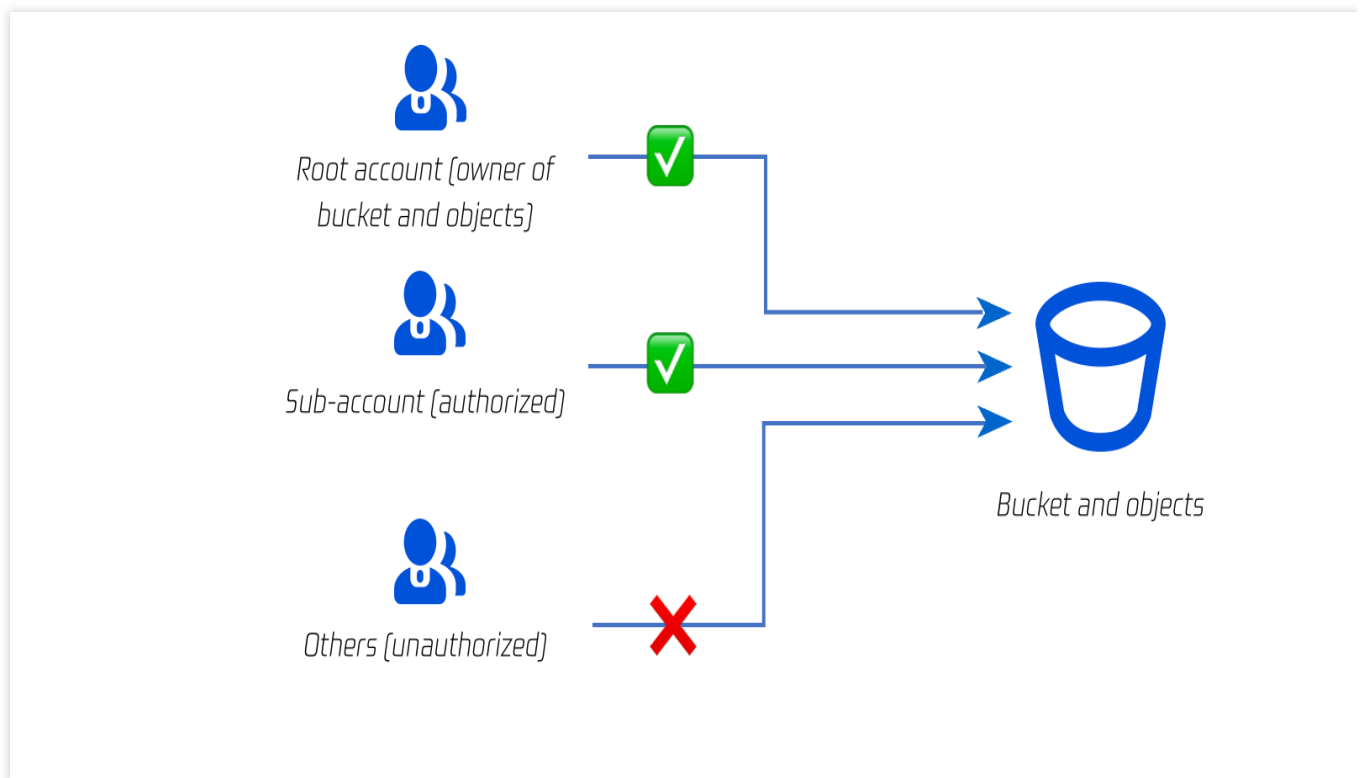 Root account (owner of
bucket and objects)
Sub-account (authorized)
Bucket and objects
Others (unauthorized)